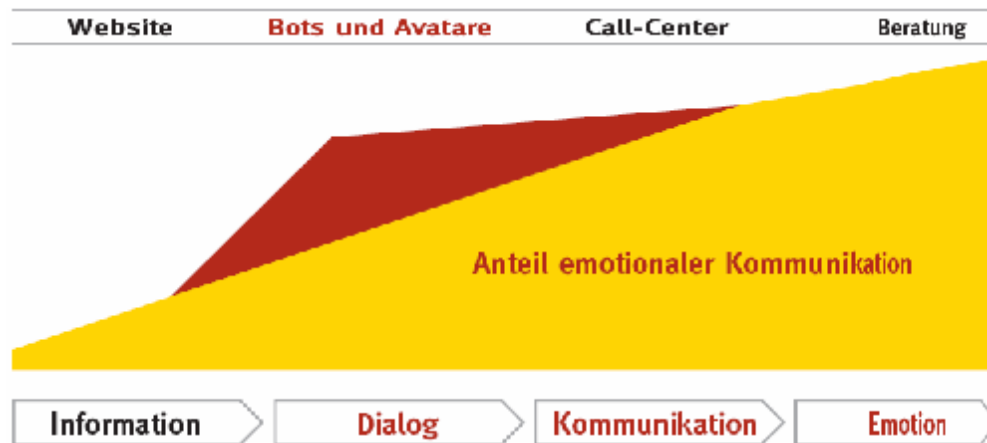 Website Bots und Avatare Call-Center Beratung
Anteil emotionaler Kommunikation
Information Dialog Kommunikation Emotion